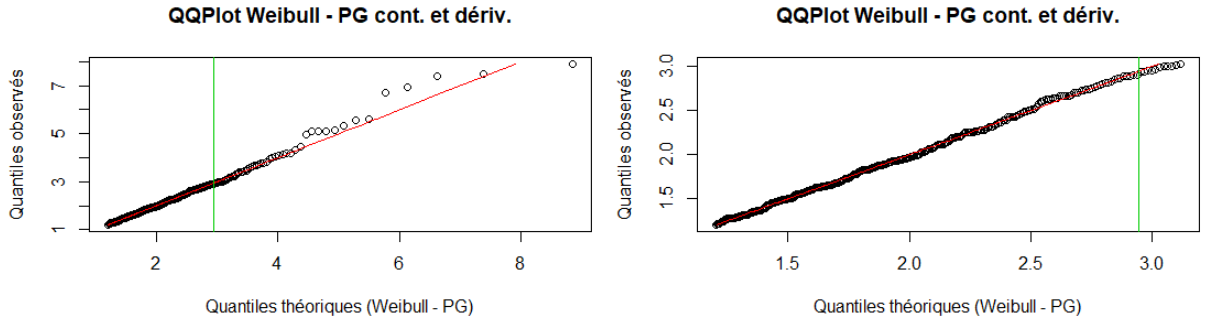 QQPlot Weibull - PG cont. et dériv.
Quantiles observés
7
5
3
1
2 4 6 8
Quantiles théoriques (Weibull - PG)
QQPlot Weibull - PG cont. et dériv.
Quantiles observés
3.0
2.5
2.0
1.5
1.5 2.0 2.5 3.0
Quantiles théoriques (Weibull - PG)